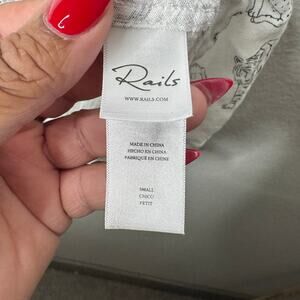 Rails
WWW.RAILS.COM
MADE IN CHINA
HECHO EN CHINA
FABRIQUÉ EN CHINE
SMALL
CHICO
PETIT